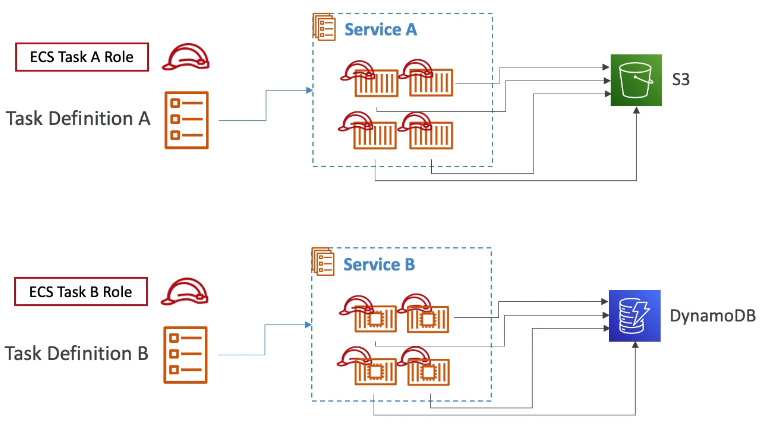 Service A
ECS Task A Role
S3
Task Definition A
Service B
ECS Task B Role
DynamoDB
Task Definition B